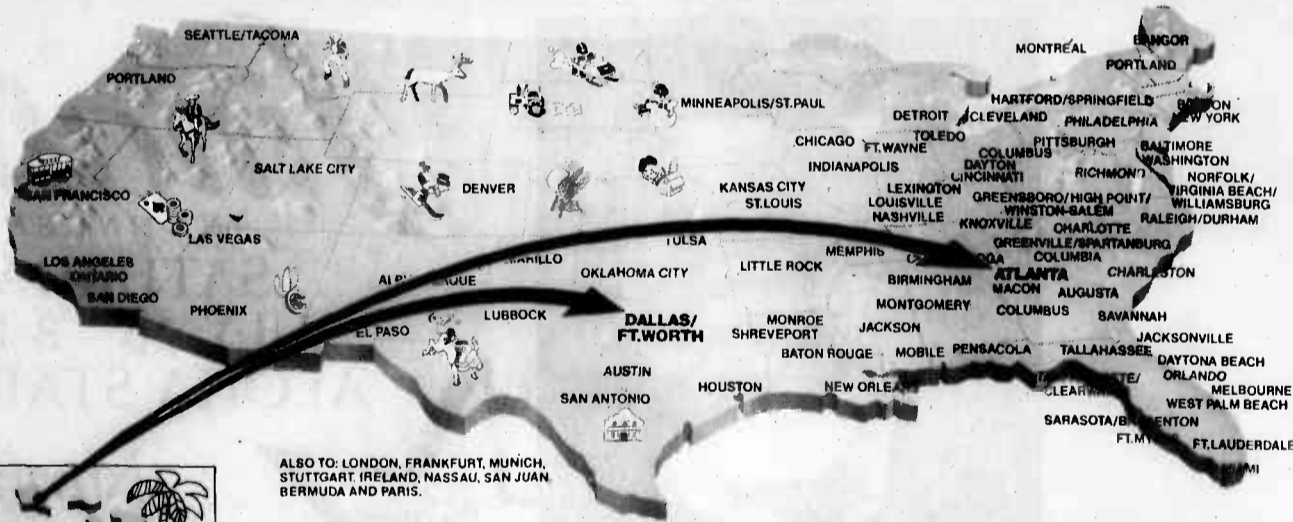 SEATTLE/TACOMA
PORTLAND
SAN FRANCISCO
SALT LAKE CITY
LAS VEGAS
LOS ANGELES
ONTARIO
SAN DIEGO
PHOENIX
DENVER
EL PASO
LUBBOCK
OKLAHOMA CITY
TULSA
DALLAS/
FT.WORTH
AUSTIN
SAN ANTONIO
HOUSTON
MINNEAPOLIS/ST.PAUL
KANSAS CITY
ST.LOUIS
LITTLE ROCK
MONROE
SHREVEPORT
BATON ROUGE
JACKSON
MEMPHIS
CHICAGO
FT.WAYNE
INDIANAPOLIS
DETROIT
TOLEDO
CLEVELAND
COLUMBUS
DAYTON
CINCINNATI
LEXINGTON
LOUISVILLE
NASHVILLE
KNOXVILLE
BIRMINGHAM
MONTGOMERY
MOBILE
PENSACOLA
TALLAHASSEE
MONTREAL
BANGOR
PORTLAND
HARTFORD/SPRINGFIELD
NEW YORK
PHILADELPHIA
PITTSBURGH
BALTIMORE
WASHINGTON
RICHMOND
NORFOLK/
VIRGINIA BEACH/
WILLIAMSBURG
GREENSBORO/HIGH POINT/
WINSTON-SALEM
RALEIGH/DURHAM
CHARLOTTE
GREENVILLE/SPARTANBURG
COLUMBIA
CHARLESTON
ATLANTA
MACON
AUGUSTA
COLUMBUS
SAVANNAH
JACKSONVILLE
DAYTONA BEACH
ORLANDO
MELBOURNE
WEST PALM BEACH
FT.LAUDERDALE
ALSO TO: LONDON, FRANKFURT, MUNICH,
STUTTGART, IRELAND, NASSAU, SAN JUAN
BERMUDA AND PARIS.